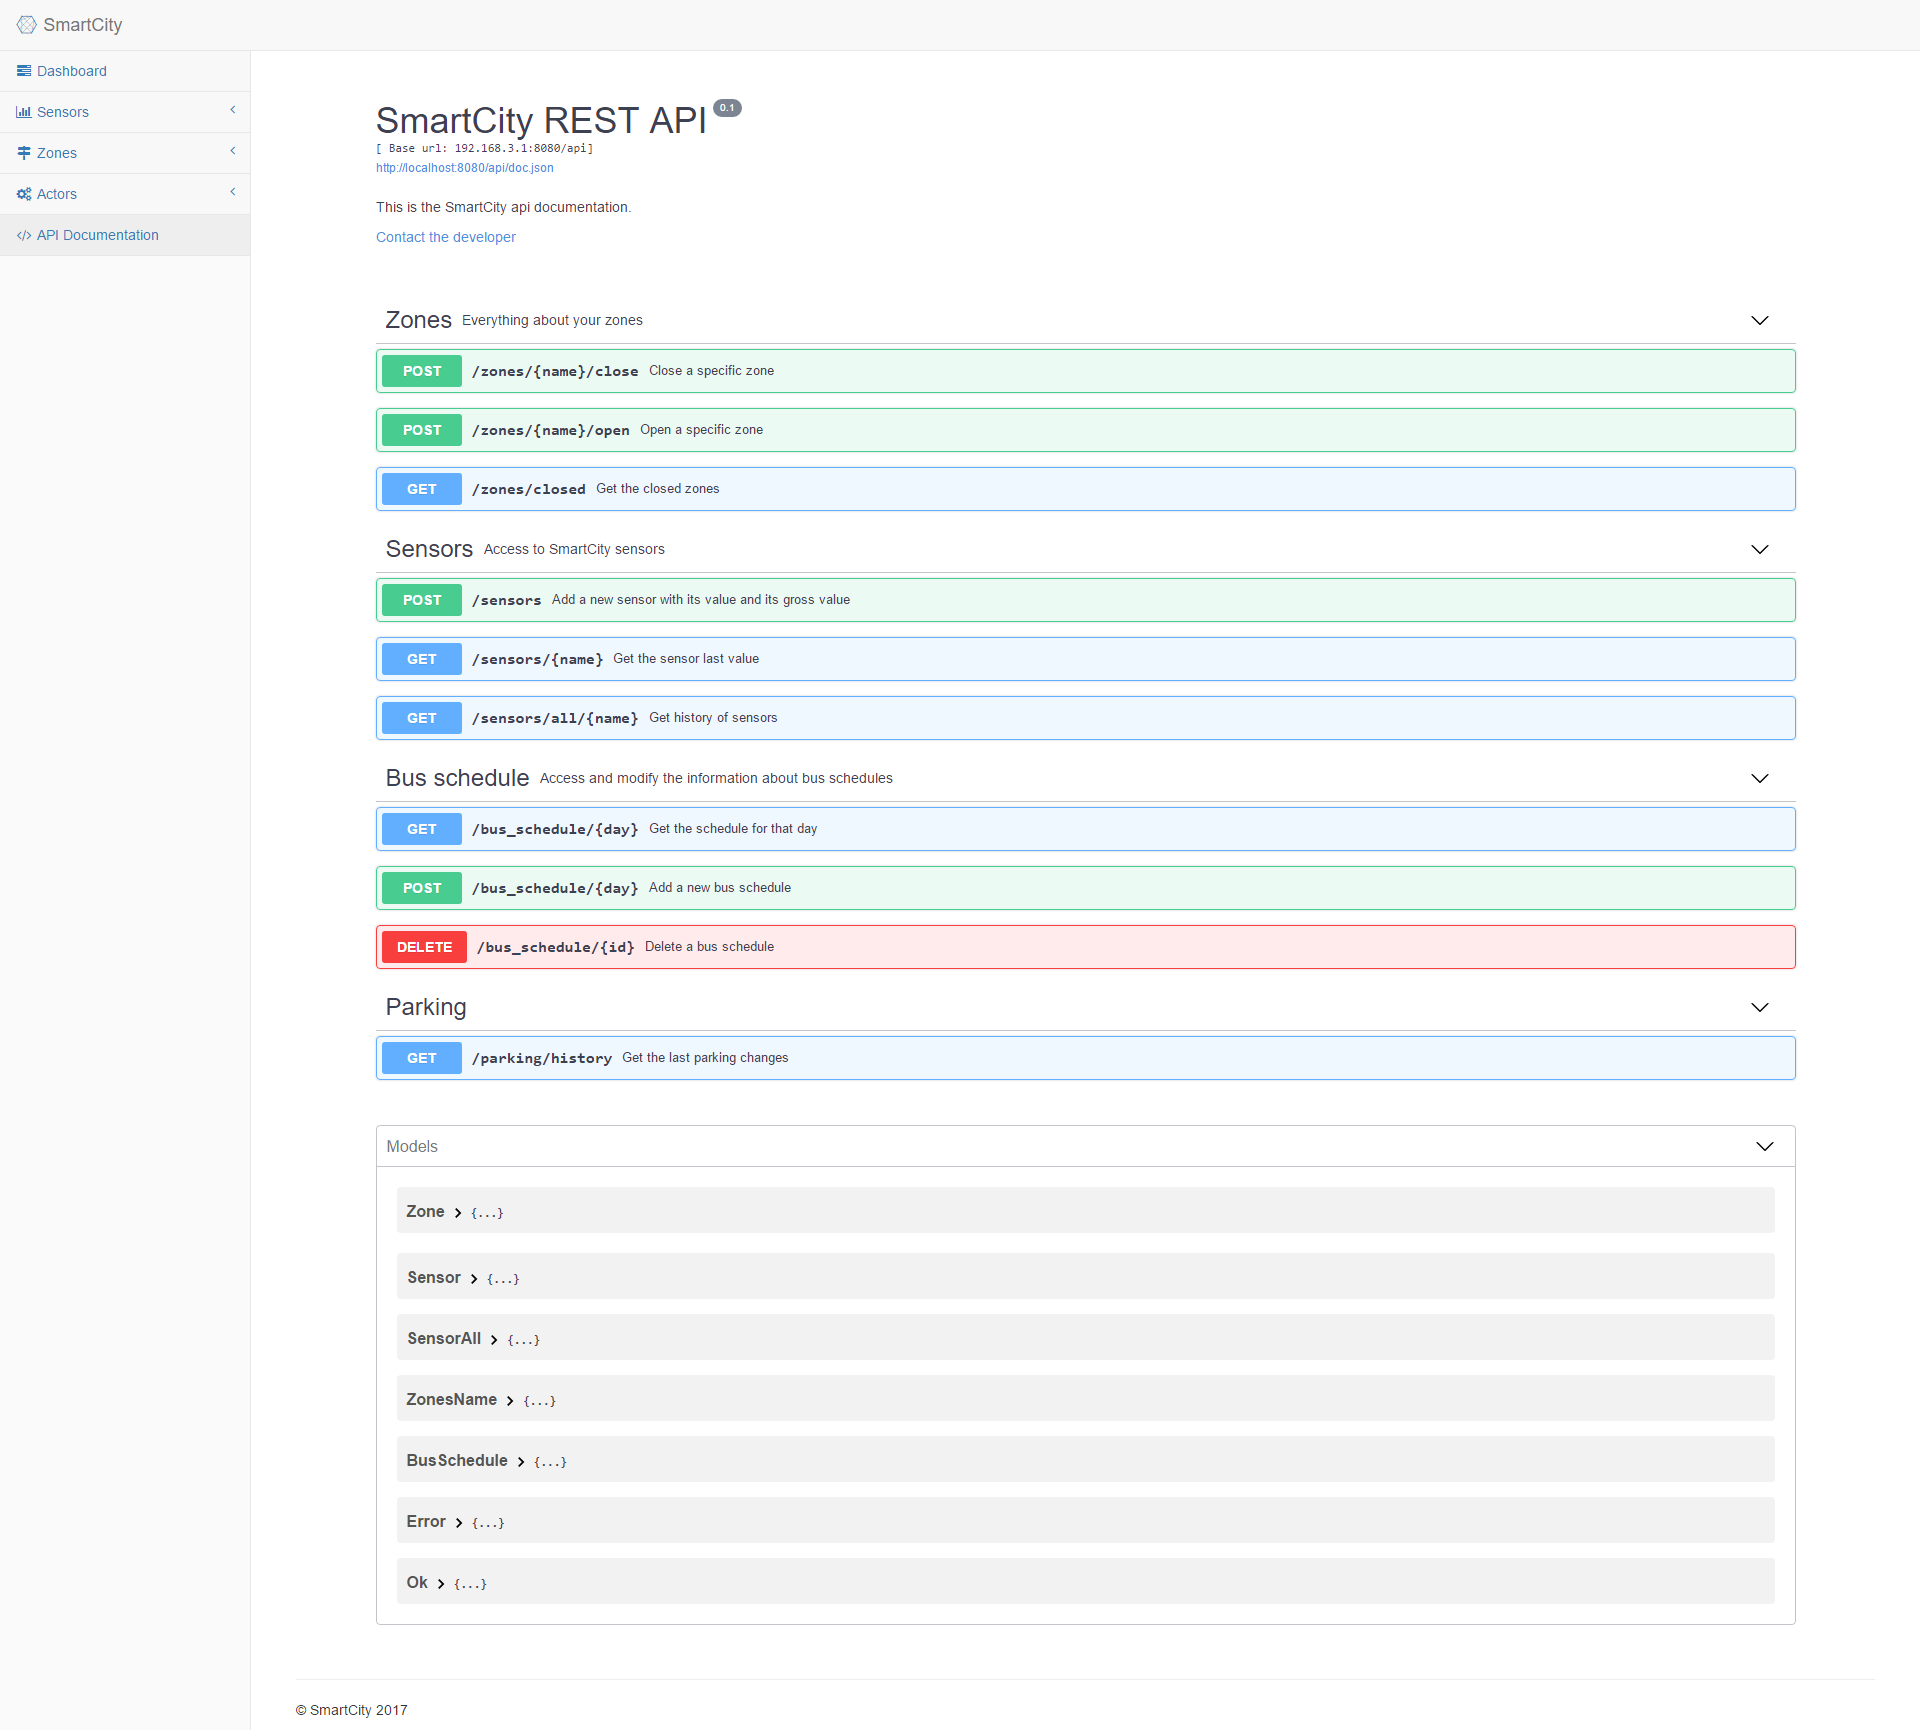 SmartCity
Dashboard
Sensors
Zones
Actors
API Documentation
SmartCity REST API 0.1
[ Base url: 192.168.3.1:8080/api]
http://localhost:8080/api/doc.json
This is the SmartCity api documentation.
Contact the developer
Zones Everything about your zones
POST /zones/{name}/close Close a specific zone
POST /zones/{name}/open Open a specific zone
GET /zones/closed Get the closed zones
Sensors Access to SmartCity sensors
POST /sensors Add a new sensor with its value and its gross value
GET /sensors/{name} Get the sensor last value
GET /sensors/all/{name} Get history of sensors
Bus schedule Access and modify the information about bus schedules
GET /bus_schedule/{day} Get the schedule for that day
POST /bus_schedule/{day} Add a new bus schedule
DELETE /bus_schedule/{id} Delete a bus schedule
Parking
GET /parking/history Get the last parking changes
Models
Zone {...}
Sensor {...}
SensorAll {...}
ZonesName {...}
BusSchedule {...}
Error {...}
Ok {...}
© SmartCity 2017